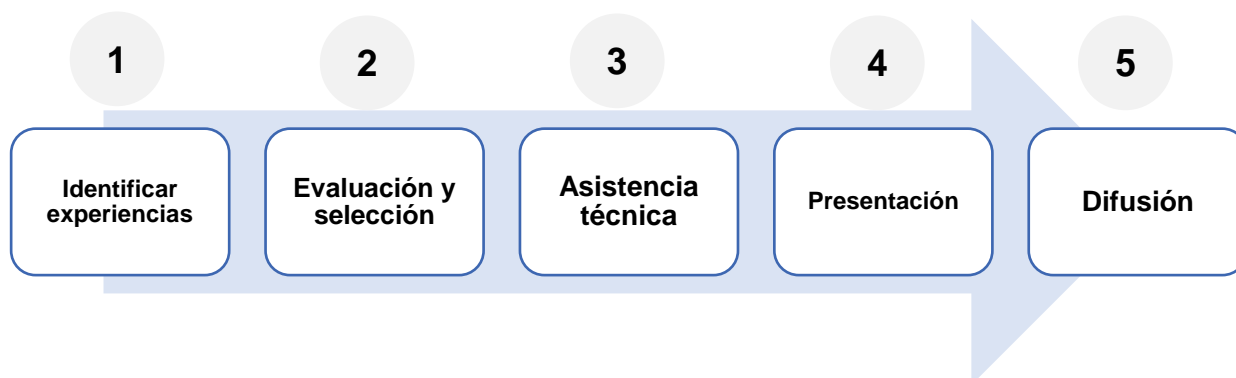 1
2
3
4
5
Identificar
experiencias
Evaluación y
selección
Asistencia
técnica
Presentación
Difusión